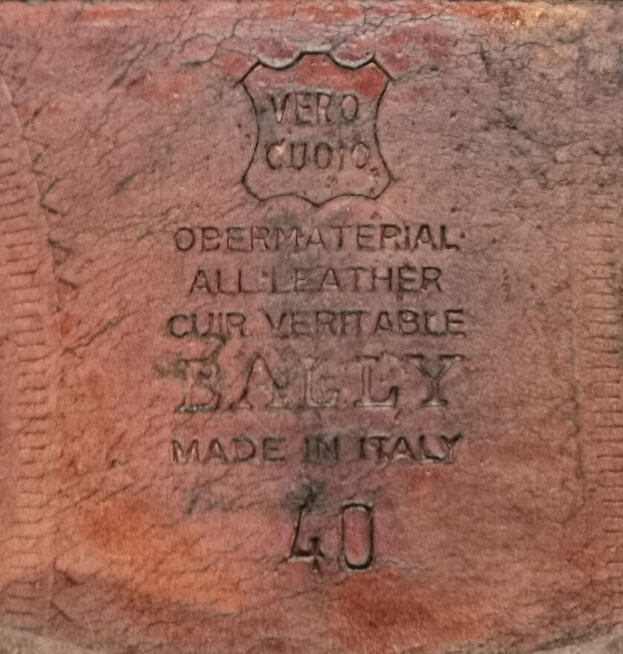 VERO
CUOIO
OBERMATERIAL
ALL LEATHER
CUIR VERITABLE
BALLY
MADE IN ITALY
40